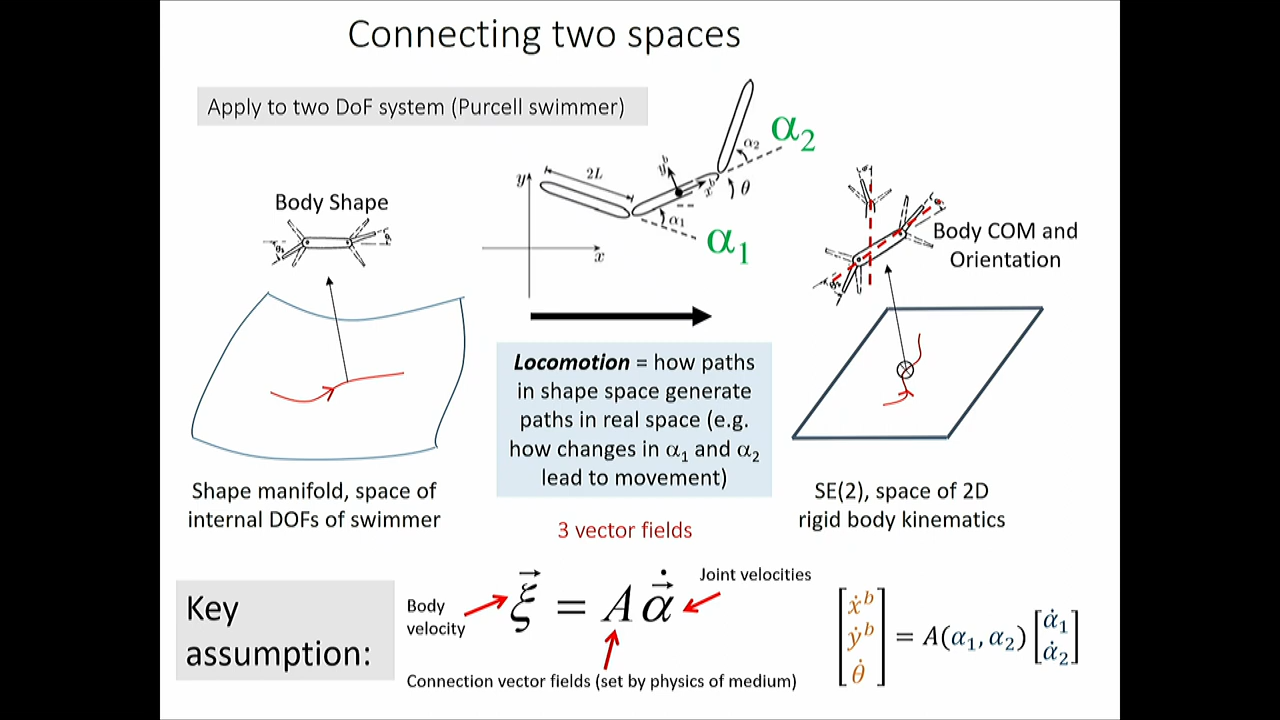 Connecting two spaces
Apply to two DoF system (Purcell swimmer)
α₂
α₂
2L
y
yᵇ
xᵇ
θ
α₁
α₁
x
Body Shape
Body COM and
Orientation
Locomotion = how paths
in shape space generate
paths in real space (e.g.
how changes in α₁ and α₂
lead to movement)
Shape manifold, space of
internal DOFs of swimmer
SE(2), space of 2D
rigid body kinematics
3 vector fields
Key
assumption:
Body
velocity
ξ⃗ = A α⃗̇
Joint velocities
Connection vector fields (set by physics of medium)
[ẋᵇ ẏᵇ θ̇] = A(α₁, α₂) [α̇₁ α̇₂]